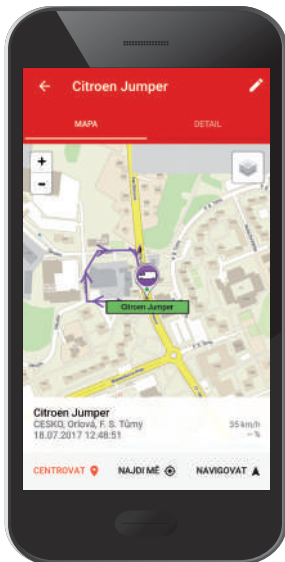 Citroen Jumper
MAPA DETAIL
+
-
Citroen Jumper
Citroen Jumper
ČESKO, Orlová, F. S. Tůmy
35 km/h
18.07.2017 12:48:51
-- %
CENTROVAT NAJDI MĚ NAVIGOVAT